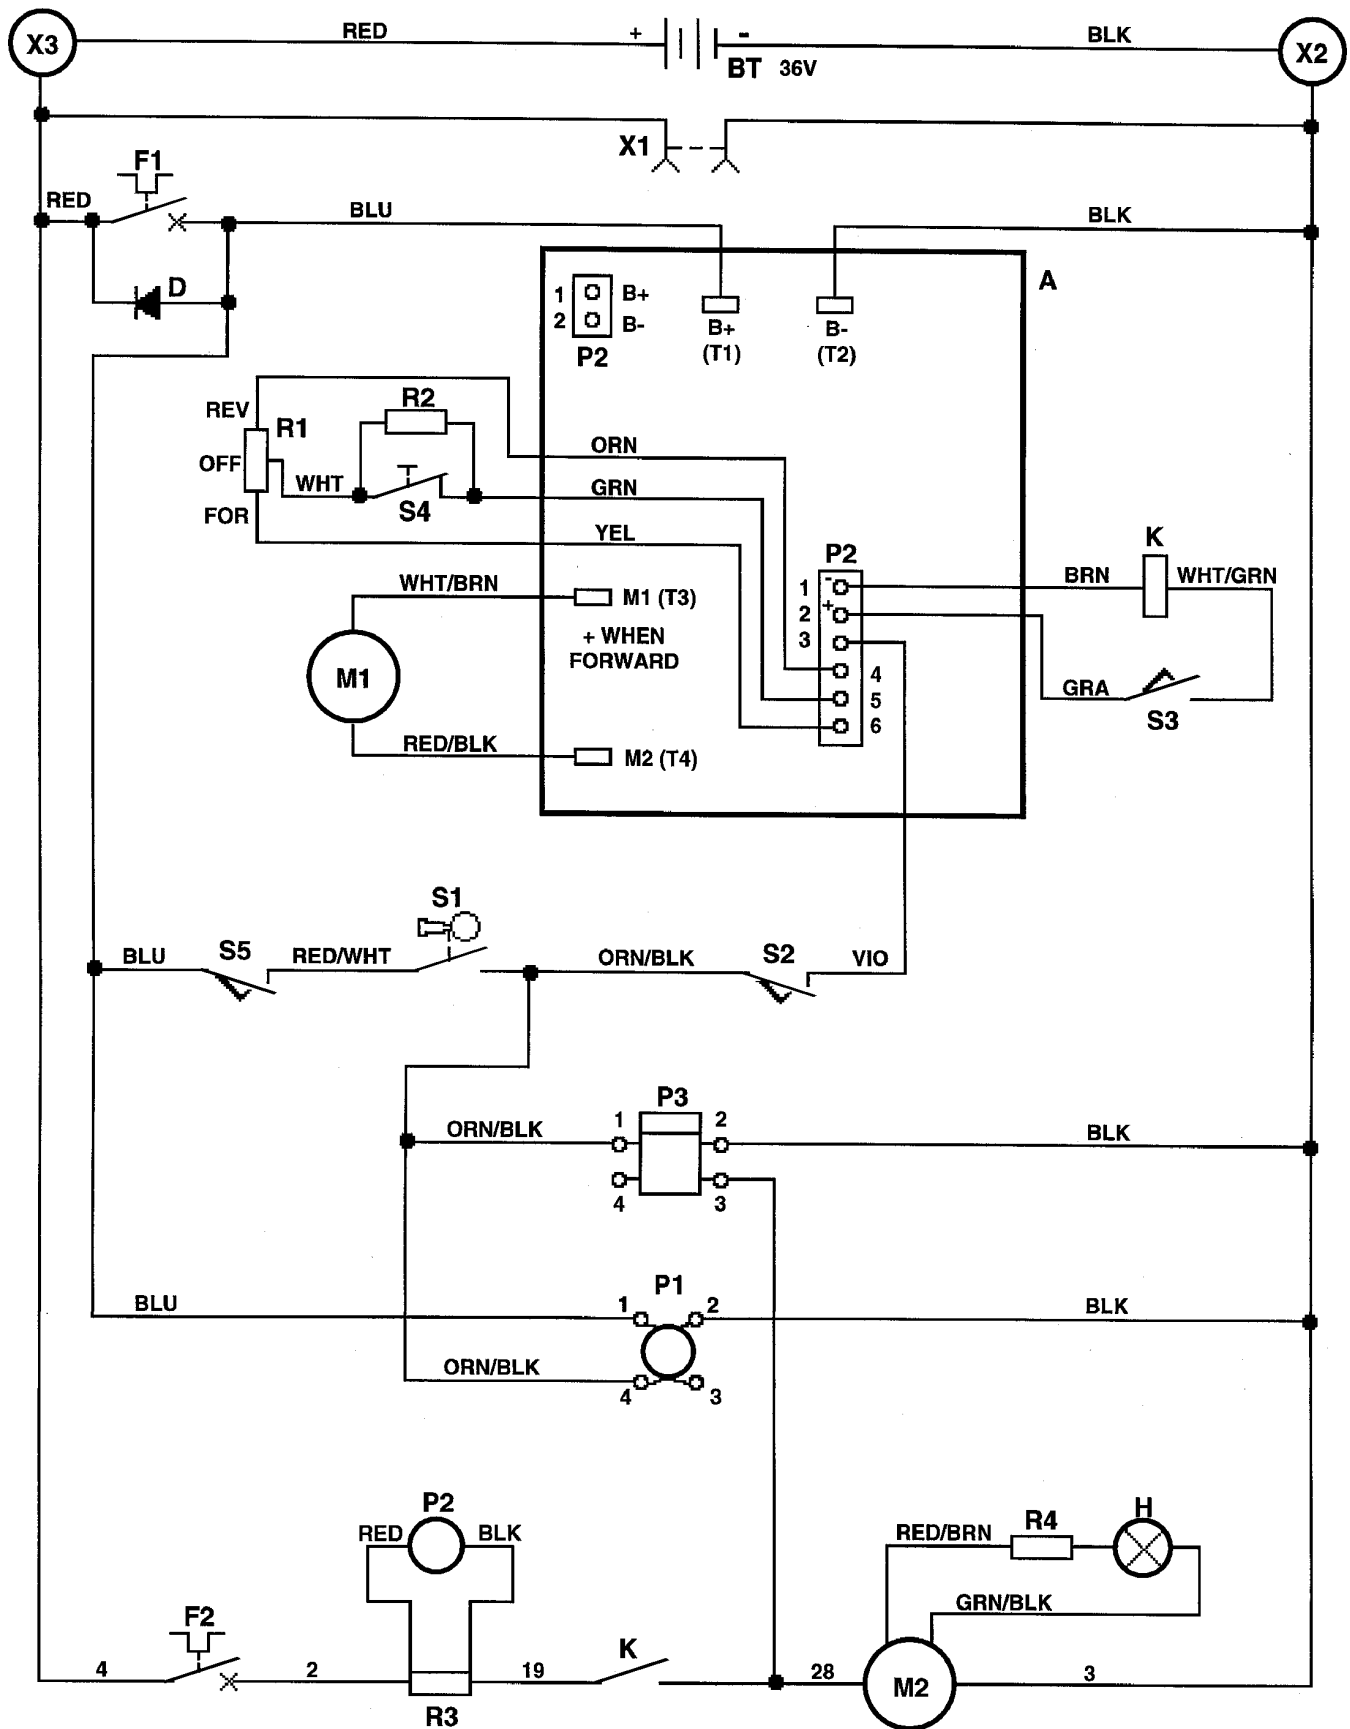 X3
RED
+
-
BLK
X2
BT 36V
X1
F1
RED
BLU
BLK
D
A
1 B+
2 B-
P2
B+
(T1)
B-
(T2)
REV
R1
R2
OFF
WHT
S4
FOR
ORN
GRN
YEL
P2
K
WHT/BRN
M1 (T3)
1 -
BRN
WHT/GRN
2 +
+ WHEN
FORWARD
3
M1
4
GRA
5
S3
6
RED/BLK
M2 (T4)
S1
BLU
S5
RED/WHT
ORN/BLK
S2
VIO
P3
ORN/BLK
1
2
BLK
4
3
P1
BLU
1
2
BLK
ORN/BLK
4
3
P2
RED
BLK
RED/BRN
R4
H
GRN/BLK
F2
4
2
19
K
28
M2
3
R3